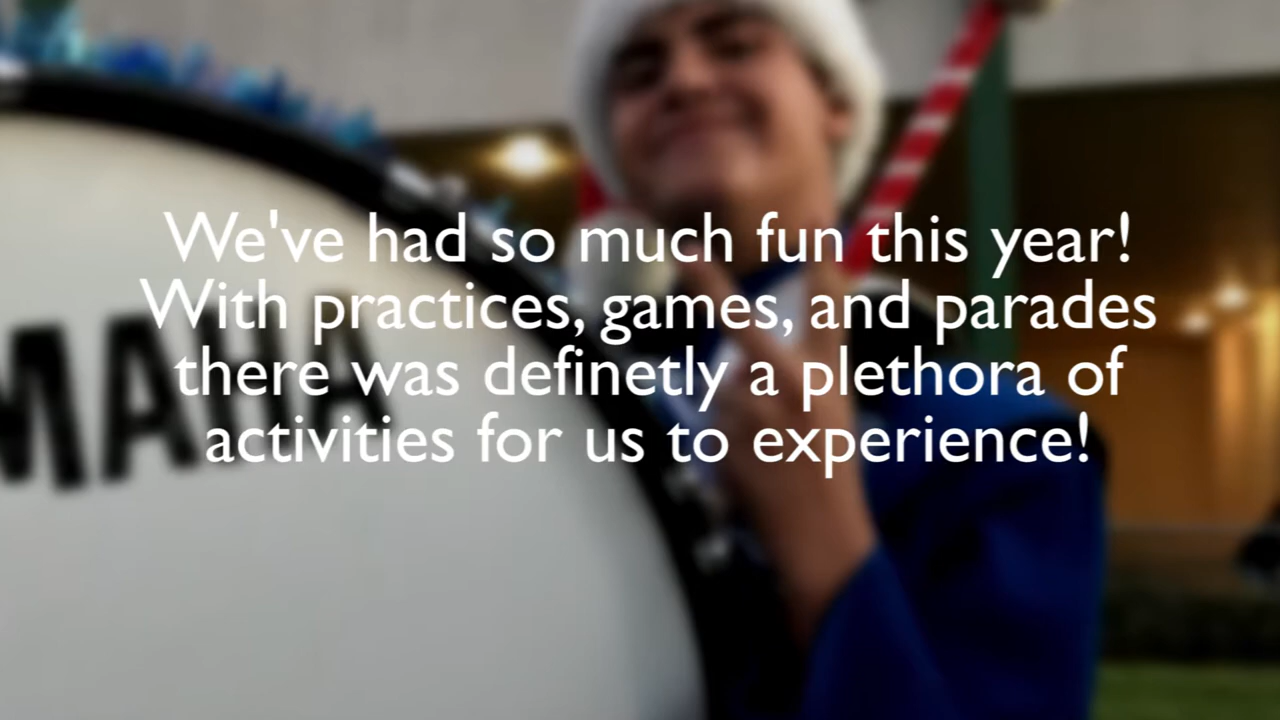 We've had so much fun this year!
With practices, games, and parades
there was definetly a plethora of
activities for us to experience!
MAHA